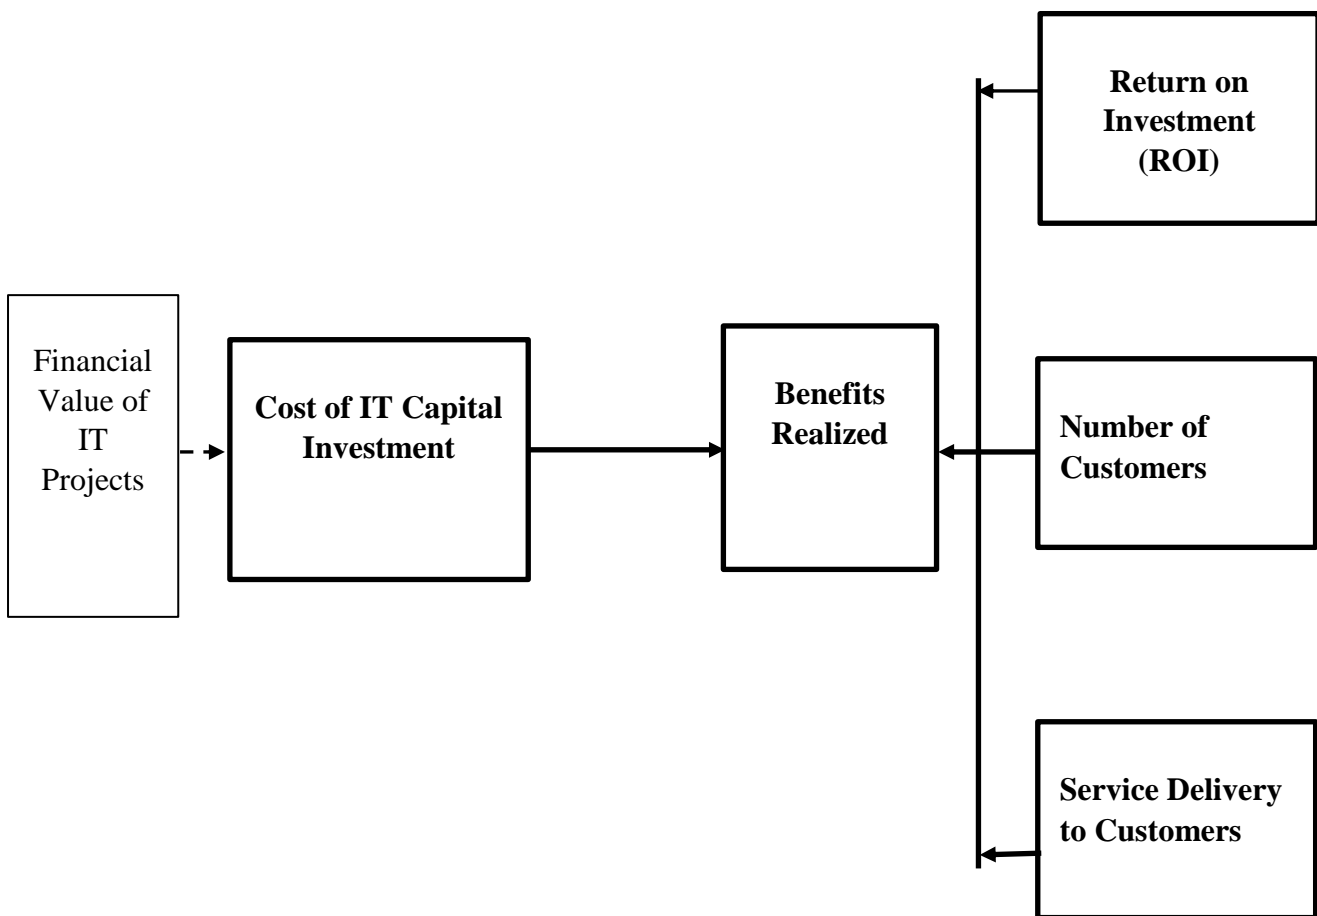 Financial
Value of
IT
Projects
Cost of IT Capital
Investment
Benefits
Realized
Return on
Investment
(ROI)
Number of
Customers
Service Delivery
to Customers